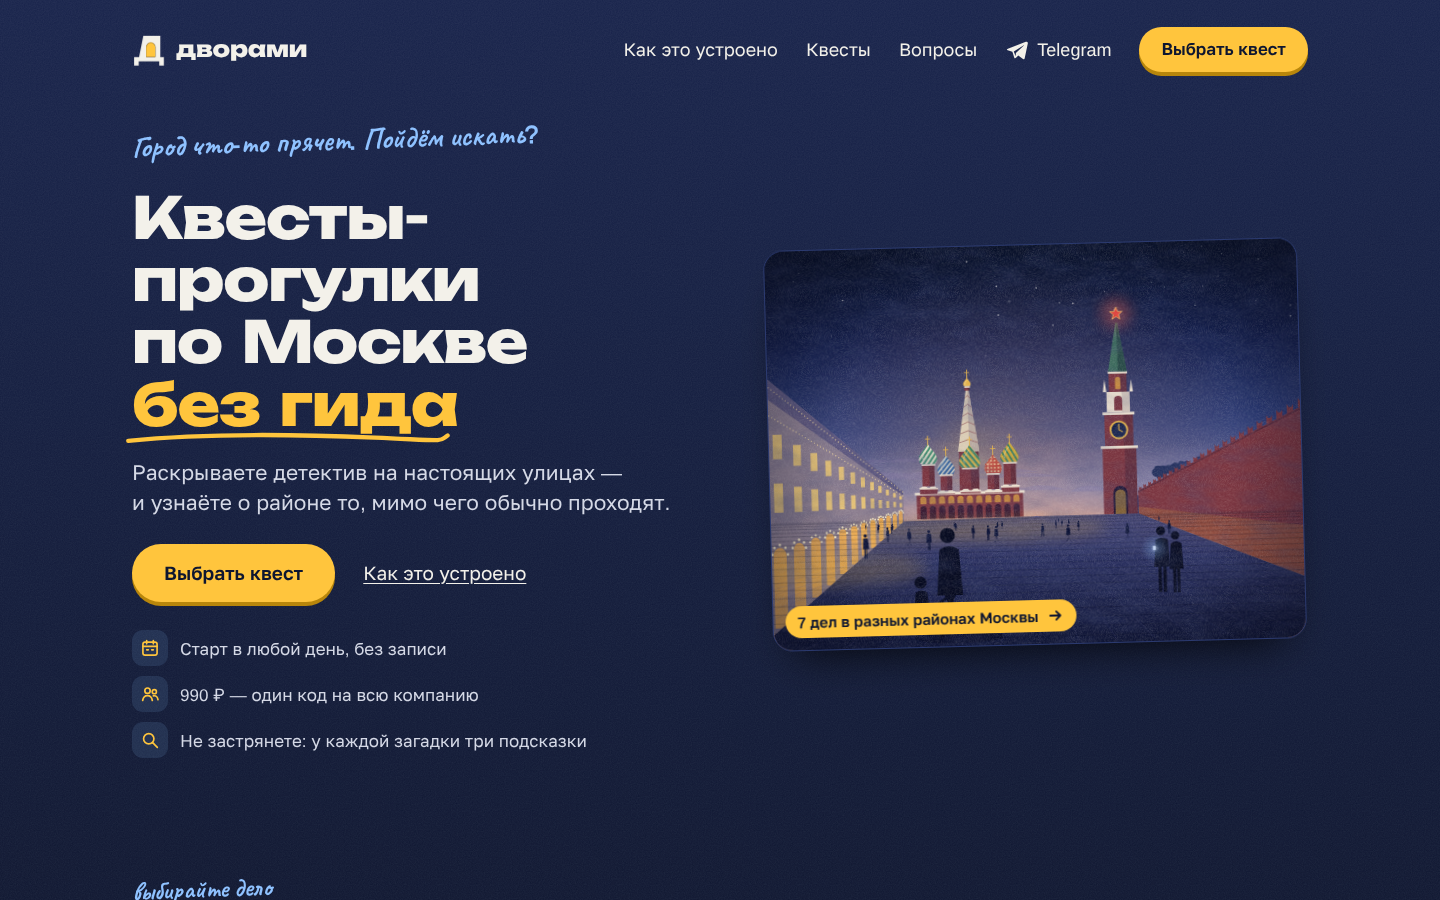 дворами
Как это устроено
Квесты
Вопросы
Telegram
Выбрать квест
Город что-то прячет. Пойдём искать?
Квесты-
прогулки
по Москве
без гида
Раскрываете детектив на настоящих улицах —
и узнаёте о районе то, мимо чего обычно проходят.
Выбрать квест
Как это устроено
Старт в любой день, без записи
990 ₽ — один код на всю компанию
Не застрянете: у каждой загадки три подсказки
7 дел в разных районах Москвы →
выбирайте дело